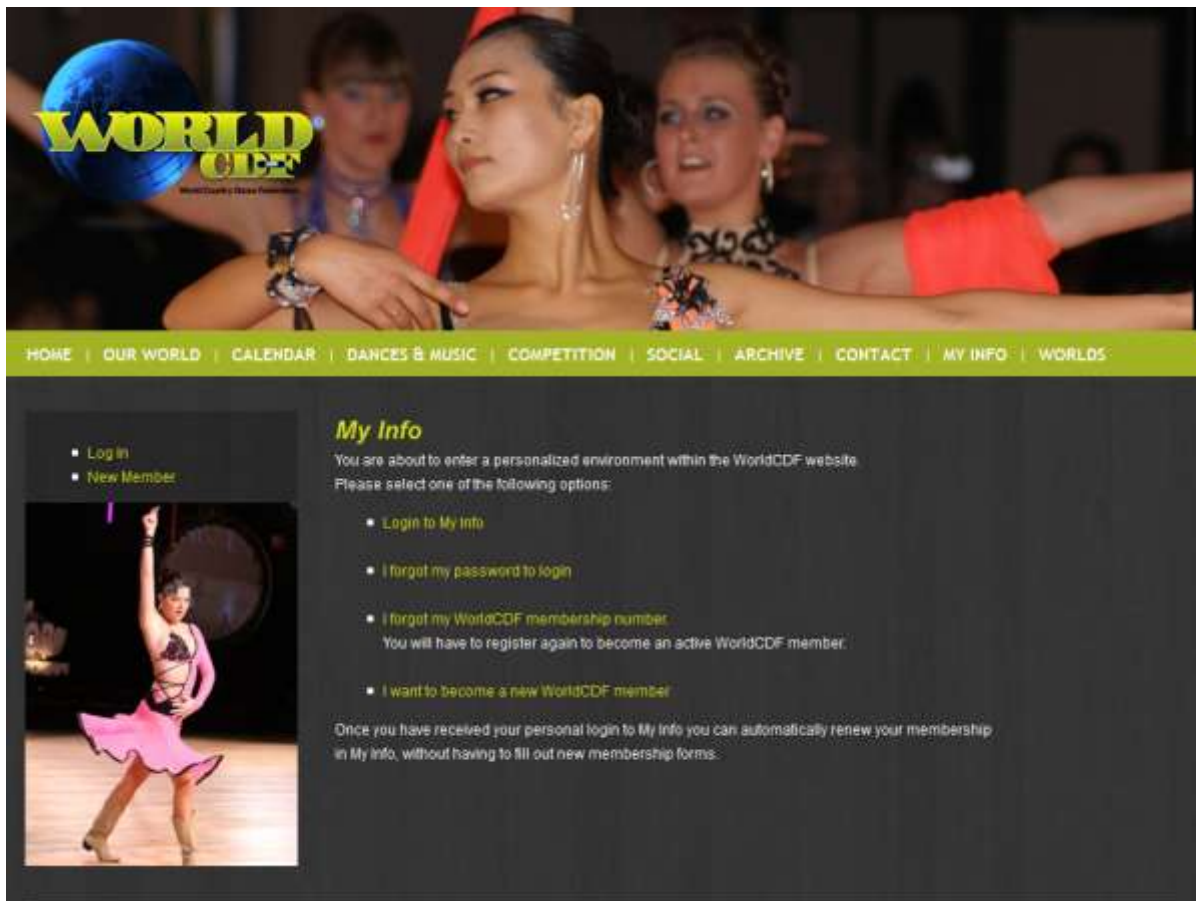 WORLD
CDF
World Country Dance Federation
HOME | OUR WORLD | CALENDAR | DANCES & MUSIC | COMPETITION | SOCIAL | ARCHIVE | CONTACT | MY INFO | WORLDS
Log In
New Member
My Info
You are about to enter a personalized environment within the WorldCDF website.
Please select one of the following options:
Login to My Info
I forgot my password to login
I forgot my WorldCDF membership number.
You will have to register again to become an active WorldCDF member.
I want to become a new WorldCDF member
Once you have received your personal login to My Info you can automatically renew your membership
in My Info, without having to fill out new membership forms.